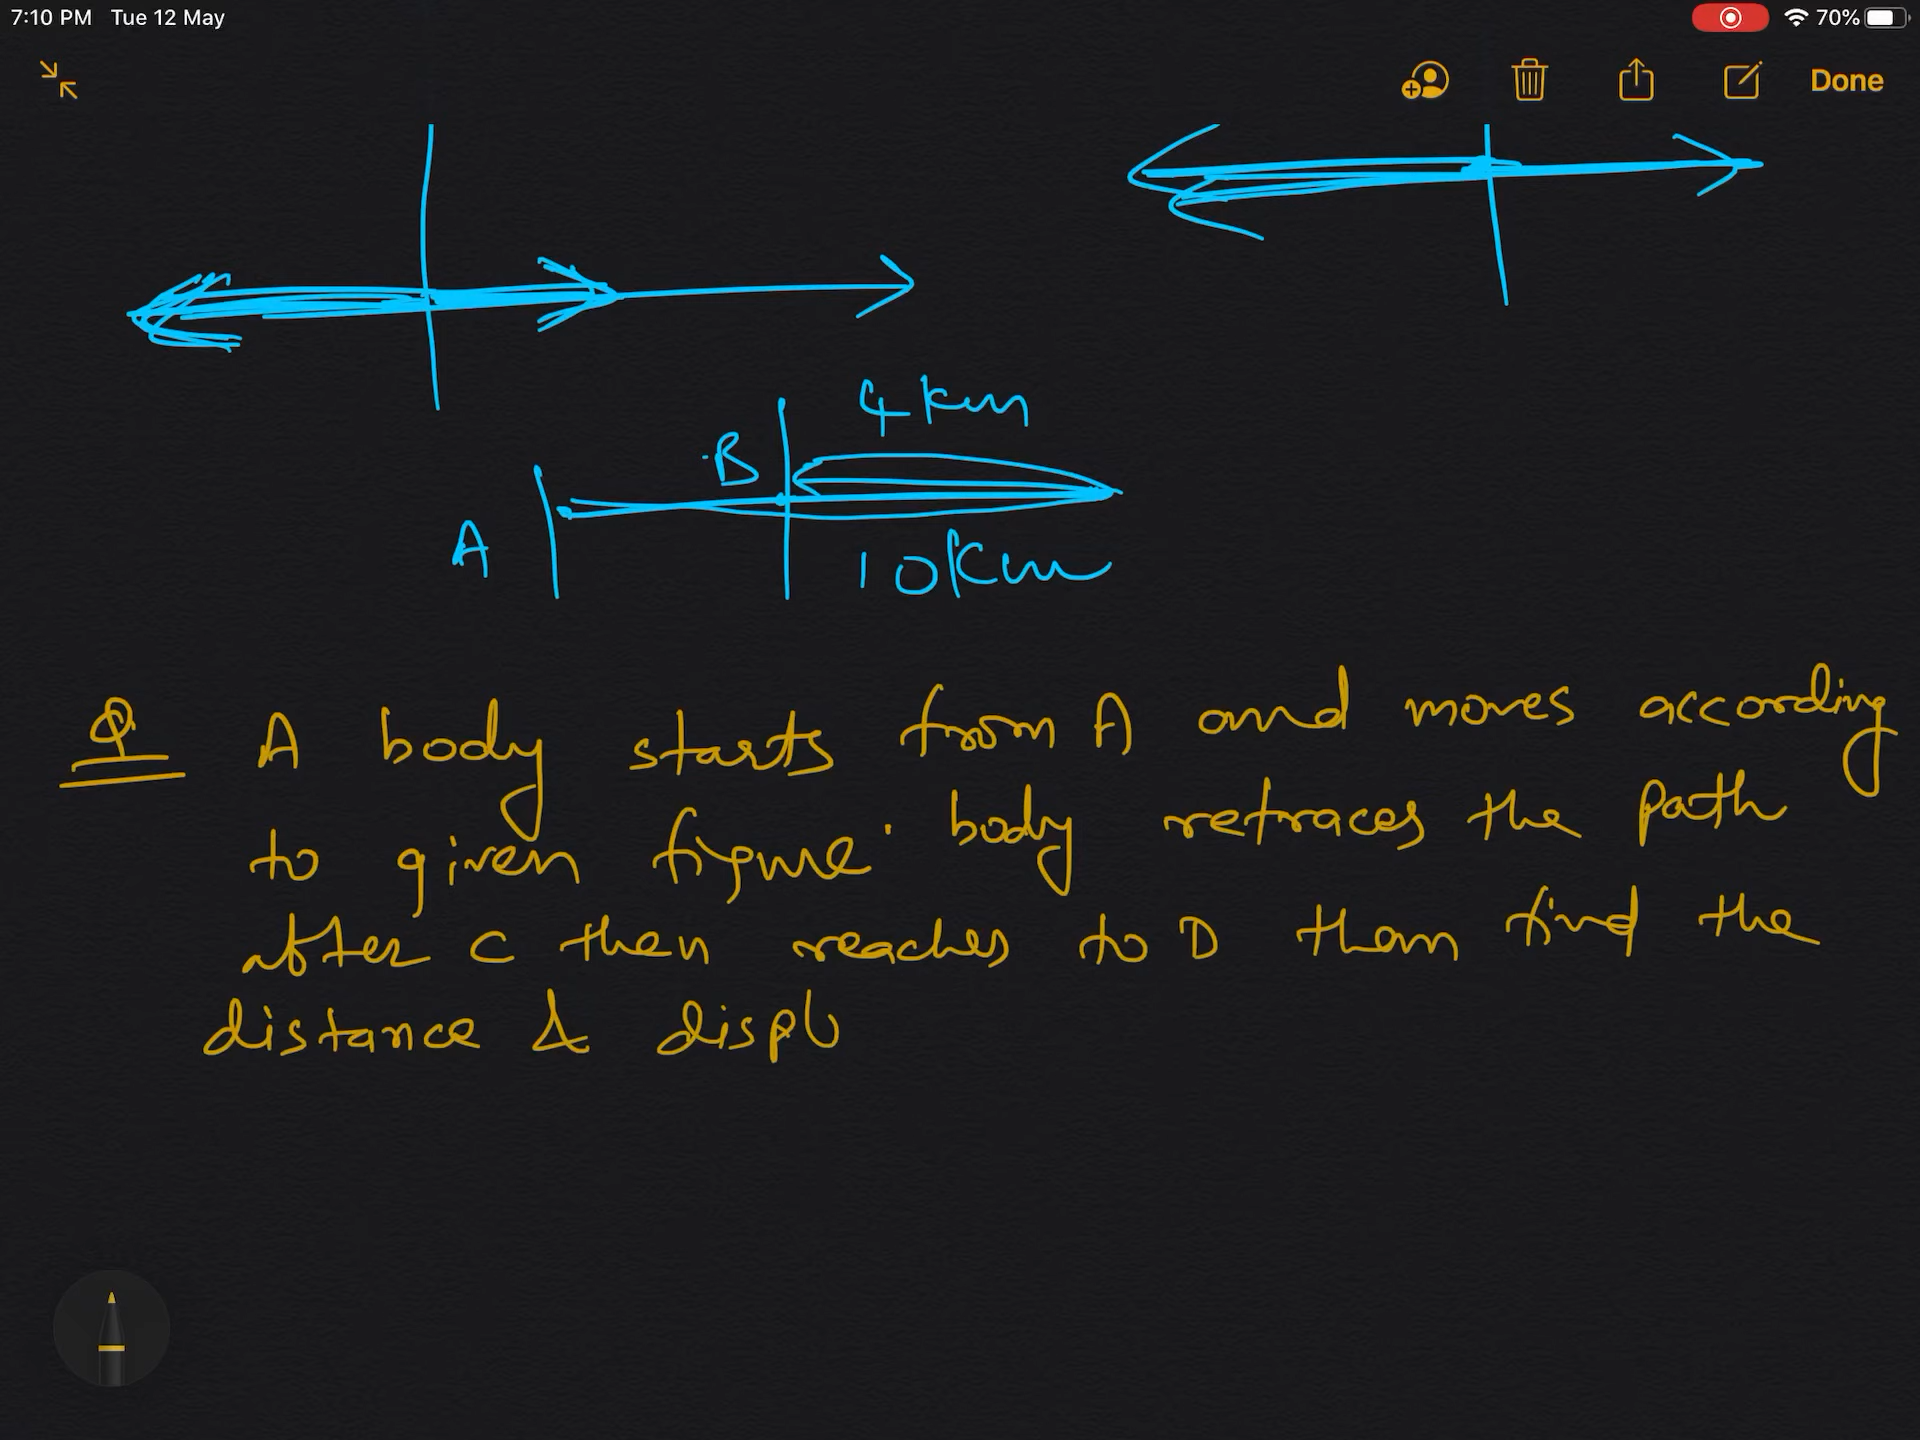 7:10 PM Tue 12 May
70%
Done
4 km
B
A
10 Km
Q A body starts from A and moves according
to given figure. body retraces the path
after C then reaches to D them find the
distance & displ